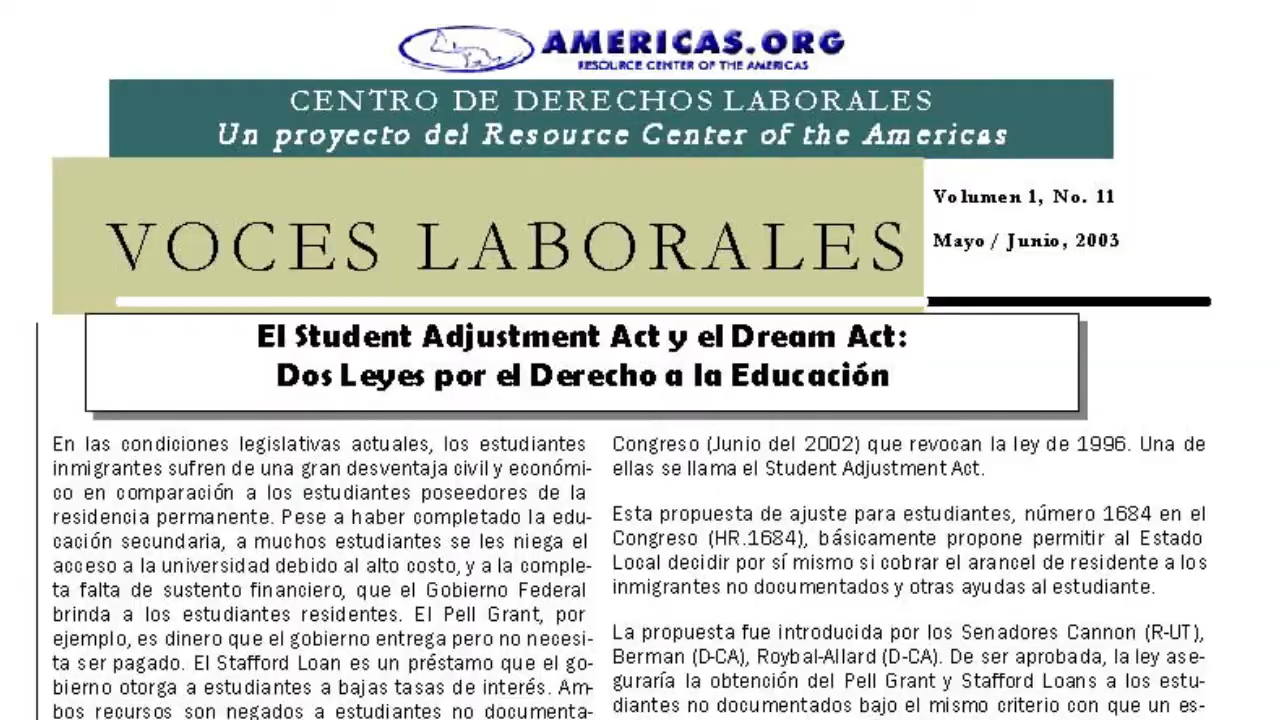 AMERICAS.ORG
RESOURCE CENTER OF THE AMERICAS
CENTRO DE DERECHOS LABORALES
Un proyecto del Resource Center of the Americas
VOCES LABORALES
Volumen 1, No. 11
Mayo / Junio, 2003
El Student Adjustment Act y el Dream Act:
Dos Leyes por el Derecho a la Educación
En las condiciones legislativas actuales, los estudiantes
inmigrantes sufren de una gran desventaja civil y económi-
co en comparación a los estudiantes poseedores de la
residencia permanente. Pese a haber completado la edu-
cación secundaria, a muchos estudiantes se les niega el
acceso a la universidad debido al alto costo, y a la comple-
ta falta de sustento financiero, que el Gobierno Federal
brinda a los estudiantes residentes. El Pell Grant, por
ejemplo, es dinero que el gobierno entrega pero no necesi-
ta ser pagado. El Stafford Loan es un préstamo que el go-
bierno otorga a estudiantes a bajas tasas de interés. Am-
bos recursos son negados a estudiantes no documenta-
Congreso (Junio del 2002) que revocan la ley de 1996. Una de
ellas se llama el Student Adjustment Act.
Esta propuesta de ajuste para estudiantes, número 1684 en el
Congreso (HR.1684), básicamente propone permitir al Estado
Local decidir por sí mismo si cobrar el arancel de residente a los
inmigrantes no documentados y otras ayudas al estudiante.
La propuesta fue introducida por los Senadores Cannon (R-UT),
Berman (D-CA), Roybal-Allard (D-CA). De ser aprobada, la ley ase-
guraría la obtención del Pell Grant y Stafford Loans a los estu-
diantes no documentados bajo el mismo criterio con que un es-